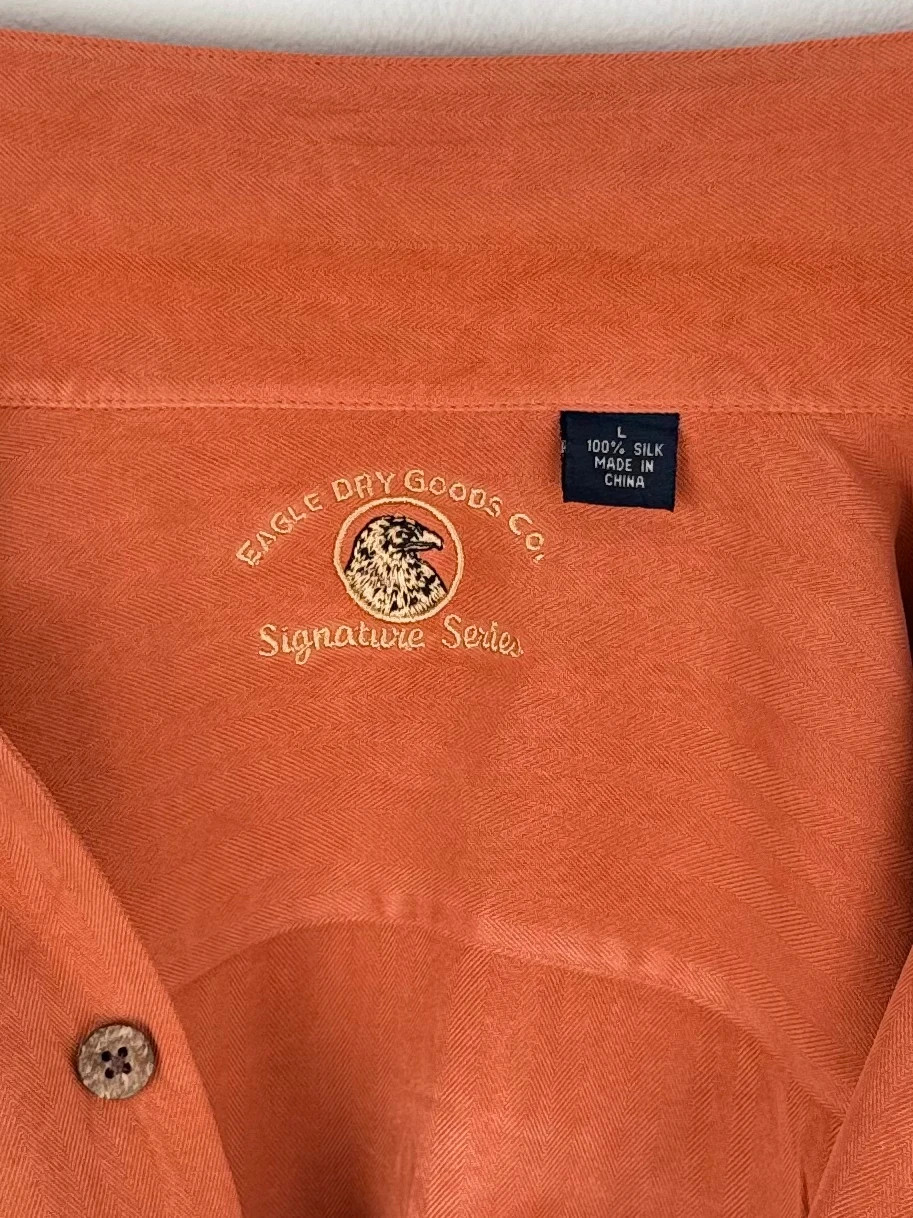 L
100% SILK
MADE IN
CHINA
EAGLE DRY GOODS CO.
Signature Series